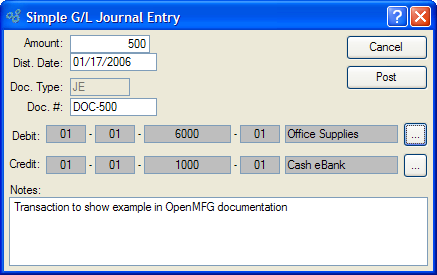 Simple G/L Journal Entry
Amount: 500
Cancel
Dist. Date: 01/17/2006
Post
Doc. Type: JE
Doc. #: DOC-500
Debit: 01 - 01 - 6000 - 01 Office Supplies ...
Credit: 01 - 01 - 1000 - 01 Cash eBank ...
Notes:
Transaction to show example in OpenMFG documentation